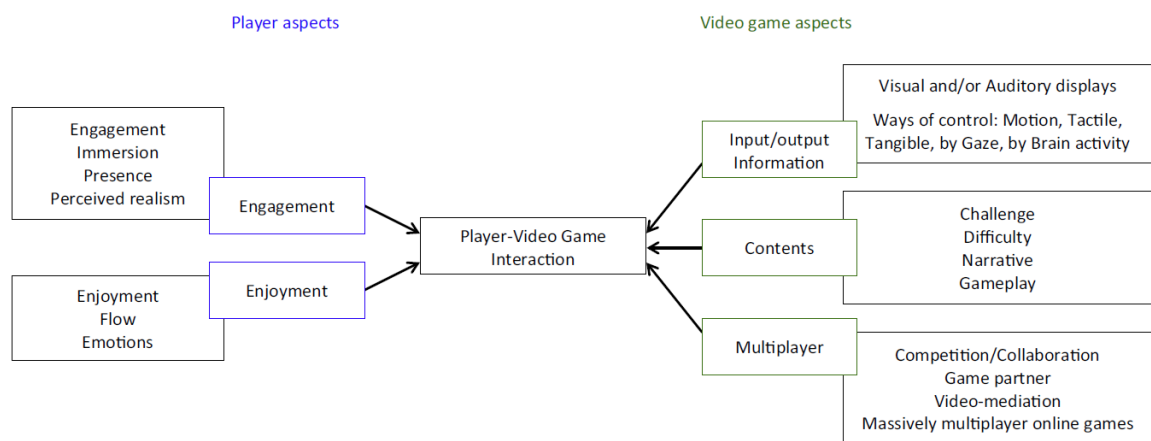 Player aspects
Video game aspects
Engagement
Immersion
Presence
Perceived realism
Engagement
Enjoyment
Flow
Emotions
Enjoyment
Player-Video Game
Interaction
Input/output
Information
Visual and/or Auditory displays
Ways of control: Motion, Tactile,
Tangible, by Gaze, by Brain activity
Contents
Challenge
Difficulty
Narrative
Gameplay
Multiplayer
Competition/Collaboration
Game partner
Video-mediation
Massively multiplayer online games